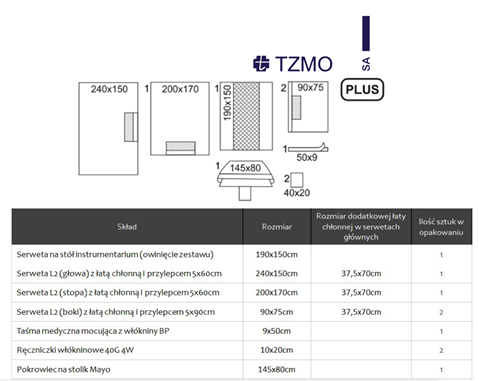 TZMO
SA
PLUS
240x150
1
200x170
1
190x150
2
90x75
1
50x9
1
145x80
2
40x20
Skład
Rozmiar
Rozmiar dodatkowej łaty chłonnej w serwetach głównych
Ilość sztuk w opakowaniu
Serweta na stół instrumentarium (owinięcie zestawu) 190x150cm 1
Serweta L2 (głowa) z łatą chłonną i przylepcem 5x60cm 240x150cm 37,5x70cm 1
Serweta L2 (stopa) z łatą chłonną i przylepcem 5x60cm 200x170cm 37,5x70cm 1
Serweta L2 (boki) z łatą chłonną i przylepcem 5x90cm 90x75cm 37,5x70cm 2
Taśma medyczna mocująca z włókniny BP 9x50cm 1
Ręczniczki włókninowe 40G 4W 10x20cm 2
Pokrowiec na stolik Mayo 145x80cm 1